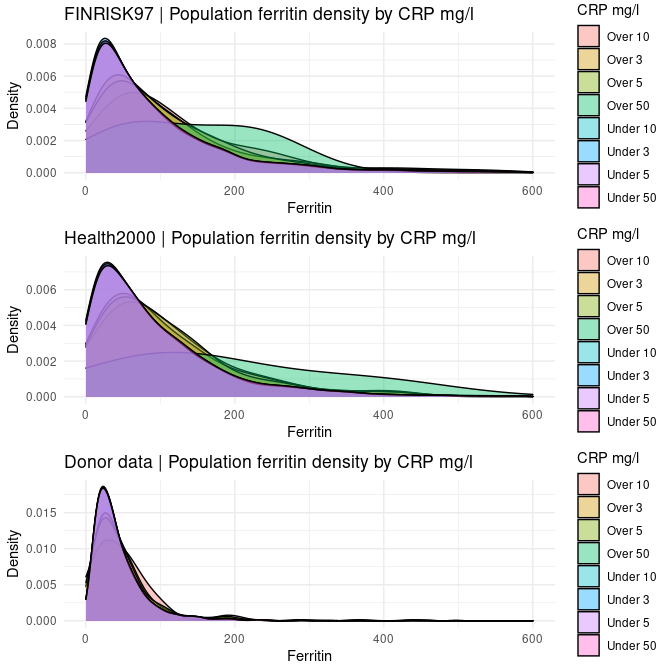 FINRISK97 | Population ferritin density by CRP mg/l
Density
0.008
0.006
0.004
0.002
0.000
0
200
400
600
Ferritin
CRP mg/l
Over 10
Over 3
Over 5
Over 50
Under 10
Under 3
Under 5
Under 50
Health2000 | Population ferritin density by CRP mg/l
Density
0.006
0.004
0.002
0.000
0
200
400
600
Ferritin
CRP mg/l
Over 10
Over 3
Over 5
Over 50
Under 10
Under 3
Under 5
Under 50
Donor data | Population ferritin density by CRP mg/l
Density
0.015
0.010
0.005
0.000
0
200
400
600
Ferritin
CRP mg/l
Over 10
Over 3
Over 5
Over 50
Under 10
Under 3
Under 5
Under 50